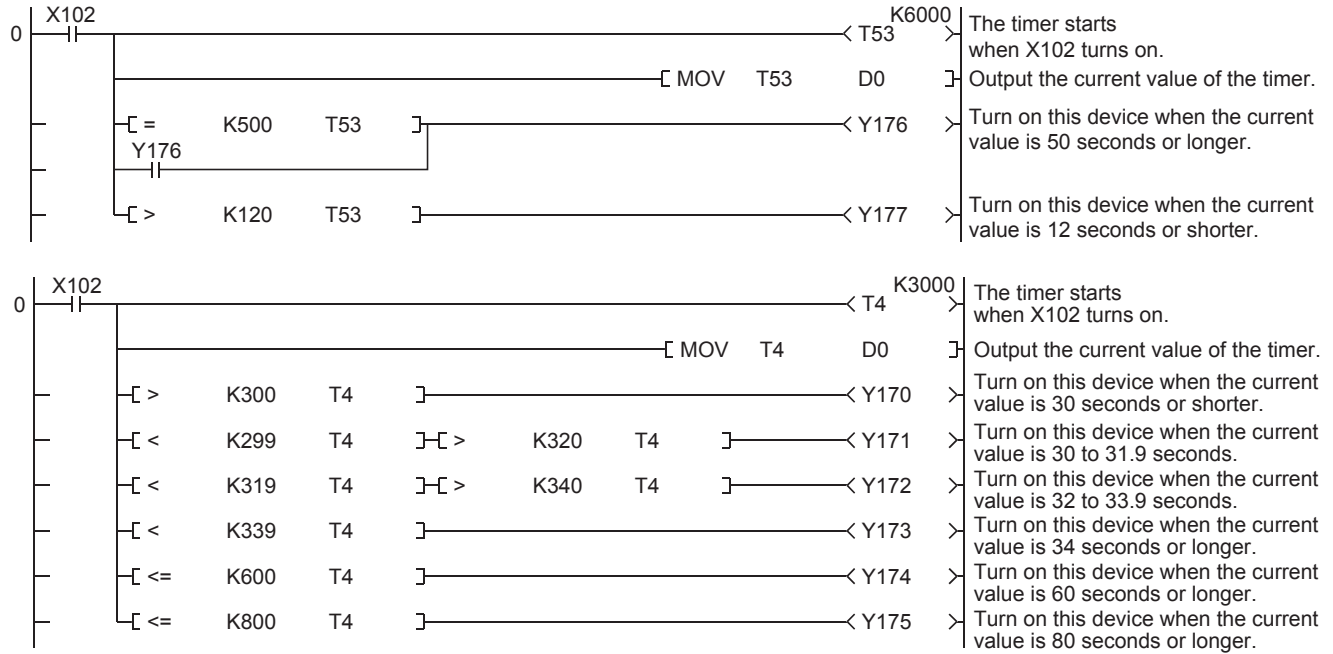 X102
K6000
0
T53
The timer starts
when X102 turns on.
MOV T53 D0
Output the current value of the timer.
= K500 T53
Y176
Turn on this device when the current
value is 50 seconds or longer.
Y176
> K120 T53
Y177
Turn on this device when the current
value is 12 seconds or shorter.
X102
K3000
0
T4
The timer starts
when X102 turns on.
MOV T4 D0
Output the current value of the timer.
> K300 T4
Y170
Turn on this device when the current
value is 30 seconds or shorter.
< K299 T4 > K320 T4
Y171
Turn on this device when the current
value is 30 to 31.9 seconds.
< K319 T4 > K340 T4
Y172
Turn on this device when the current
value is 32 to 33.9 seconds.
< K339 T4
Y173
Turn on this device when the current
value is 34 seconds or longer.
<= K600 T4
Y174
Turn on this device when the current
value is 60 seconds or longer.
<= K800 T4
Y175
Turn on this device when the current
value is 80 seconds or longer.